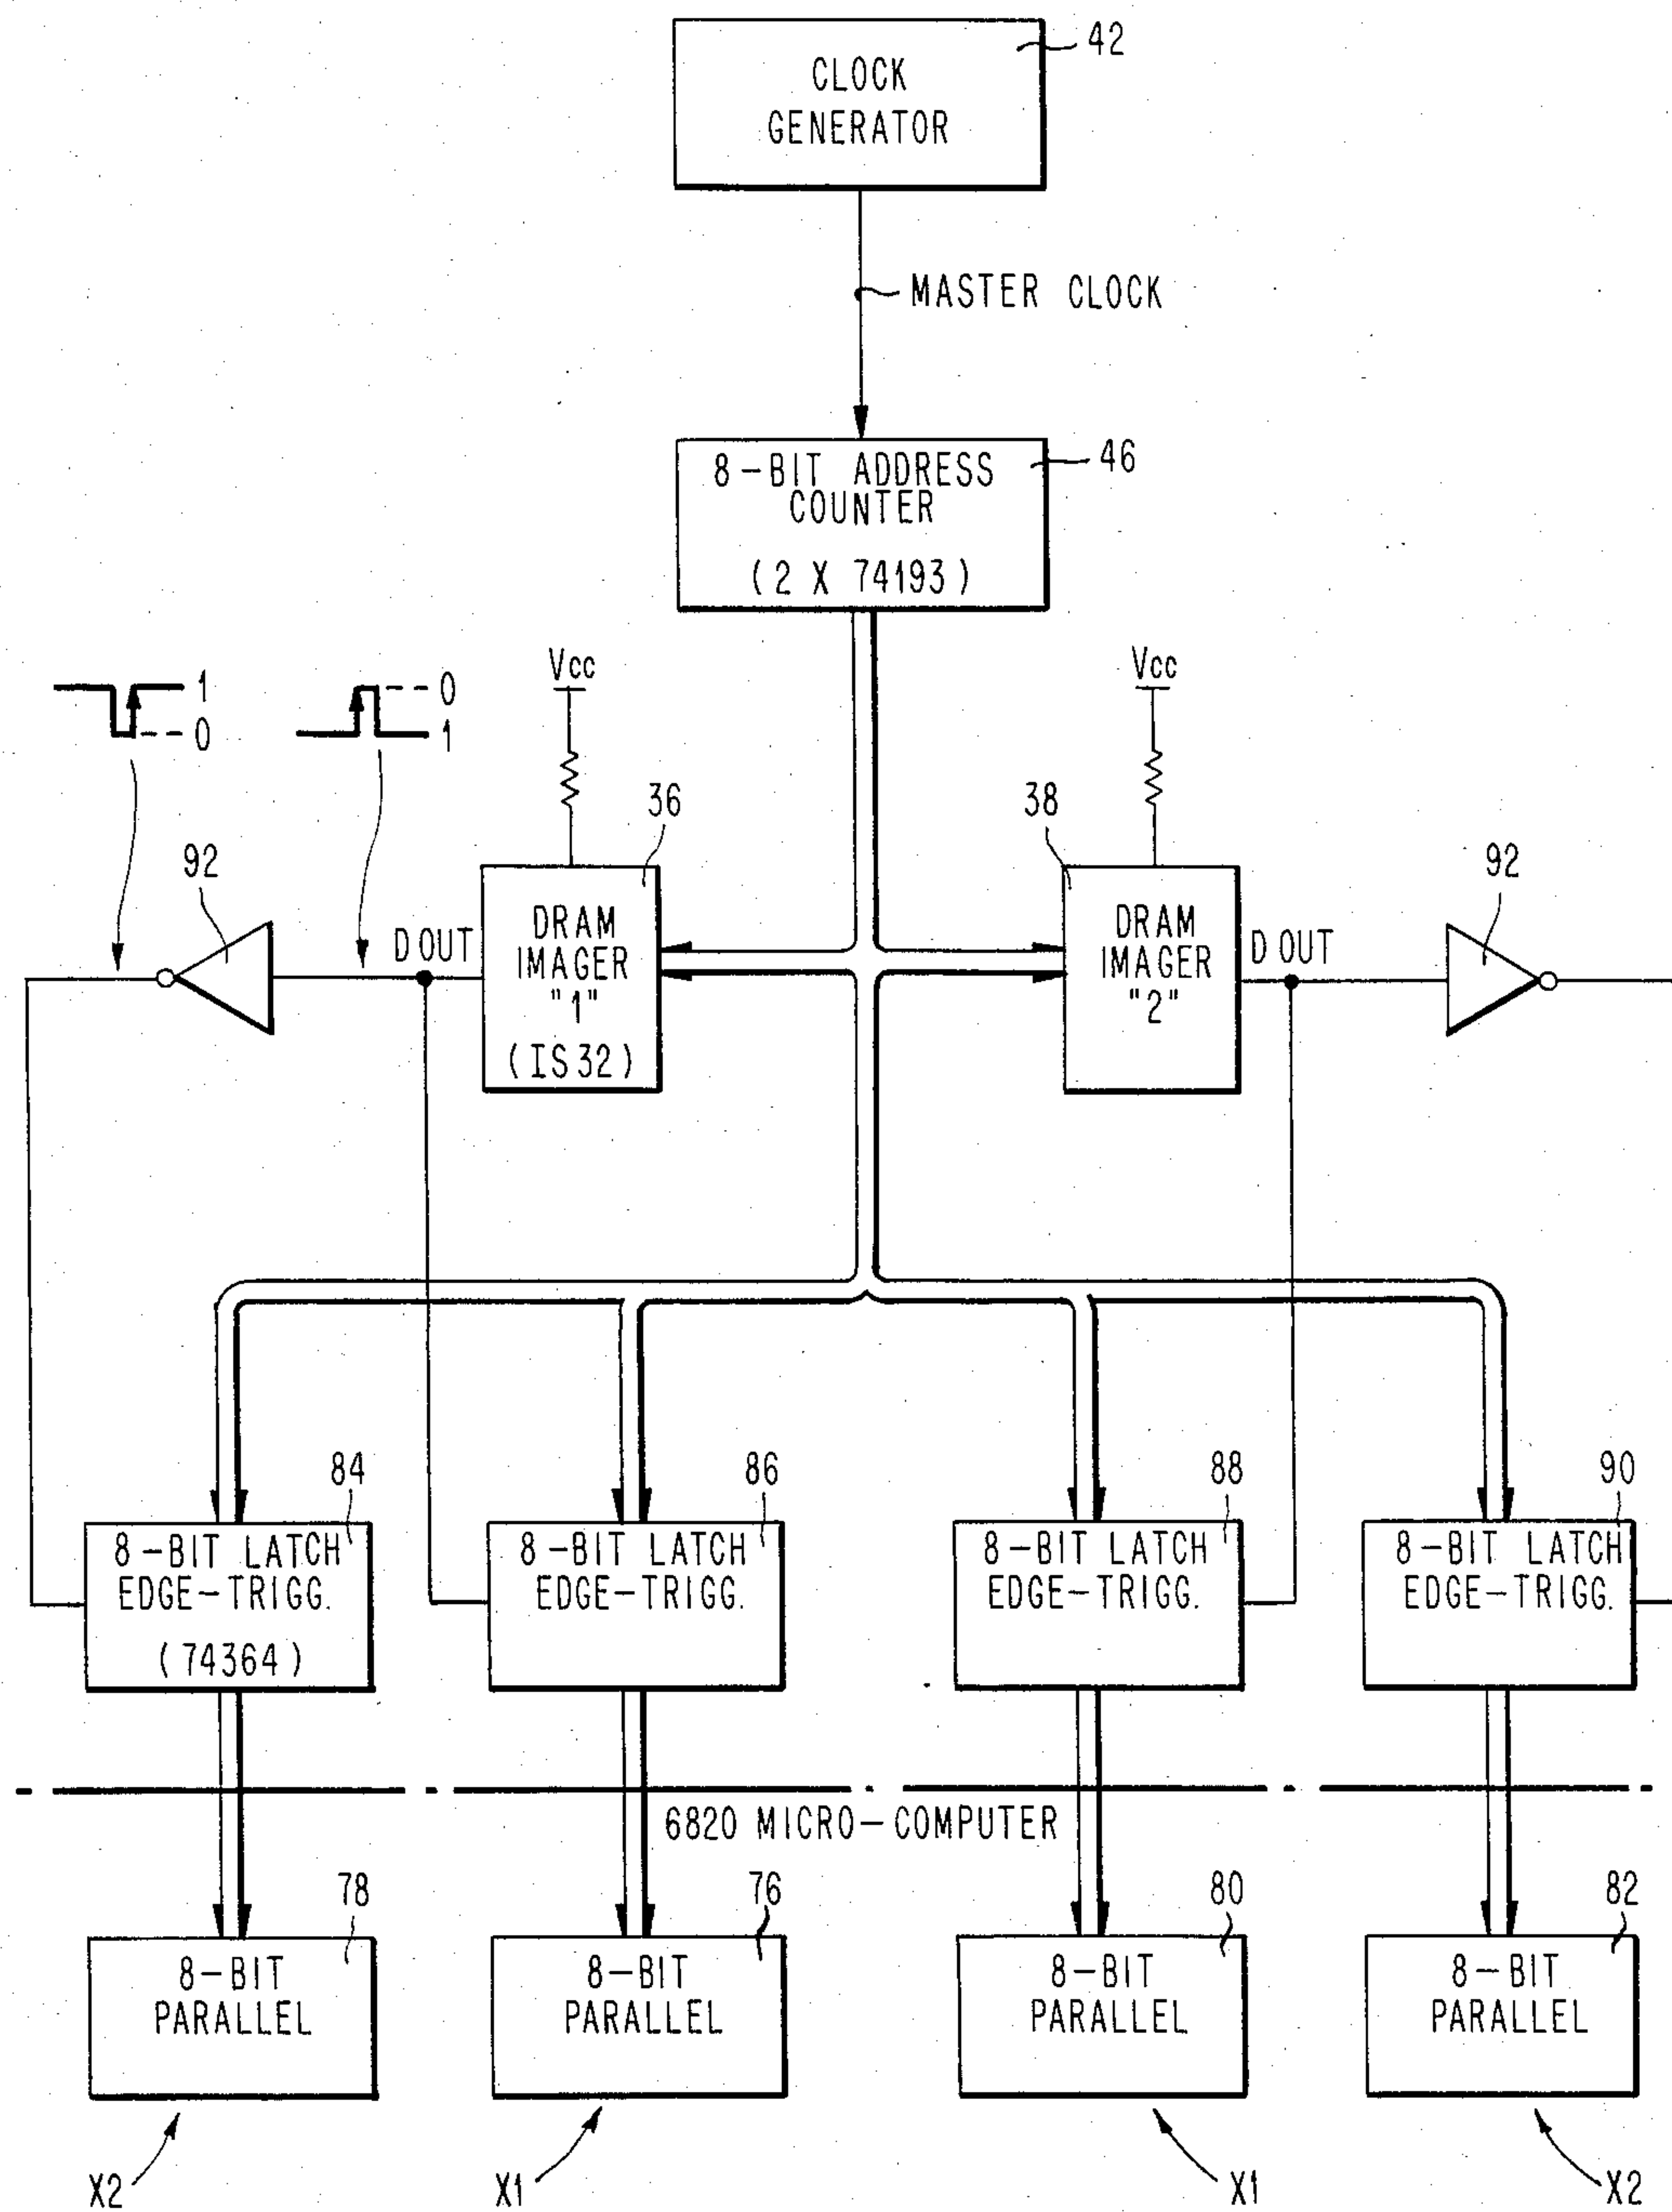 42
CLOCK
GENERATOR
MASTER CLOCK
46
8-BIT ADDRESS
COUNTER
(2 X 74193)
Vcc
Vcc
1
0
0
1
36
38
92
92
D OUT
DRAM
IMAGER
"1"
(IS32)
DRAM
IMAGER
"2"
D OUT
84
86
88
90
8-BIT LATCH
EDGE-TRIGG.
(74364)
8-BIT LATCH
EDGE-TRIGG.
8-BIT LATCH
EDGE-TRIGG.
8-BIT LATCH
EDGE-TRIGG.
6820 MICRO-COMPUTER
78
76
80
82
8-BIT
PARALLEL
8-BIT
PARALLEL
8-BIT
PARALLEL
8-BIT
PARALLEL
X2
X1
X1
X2